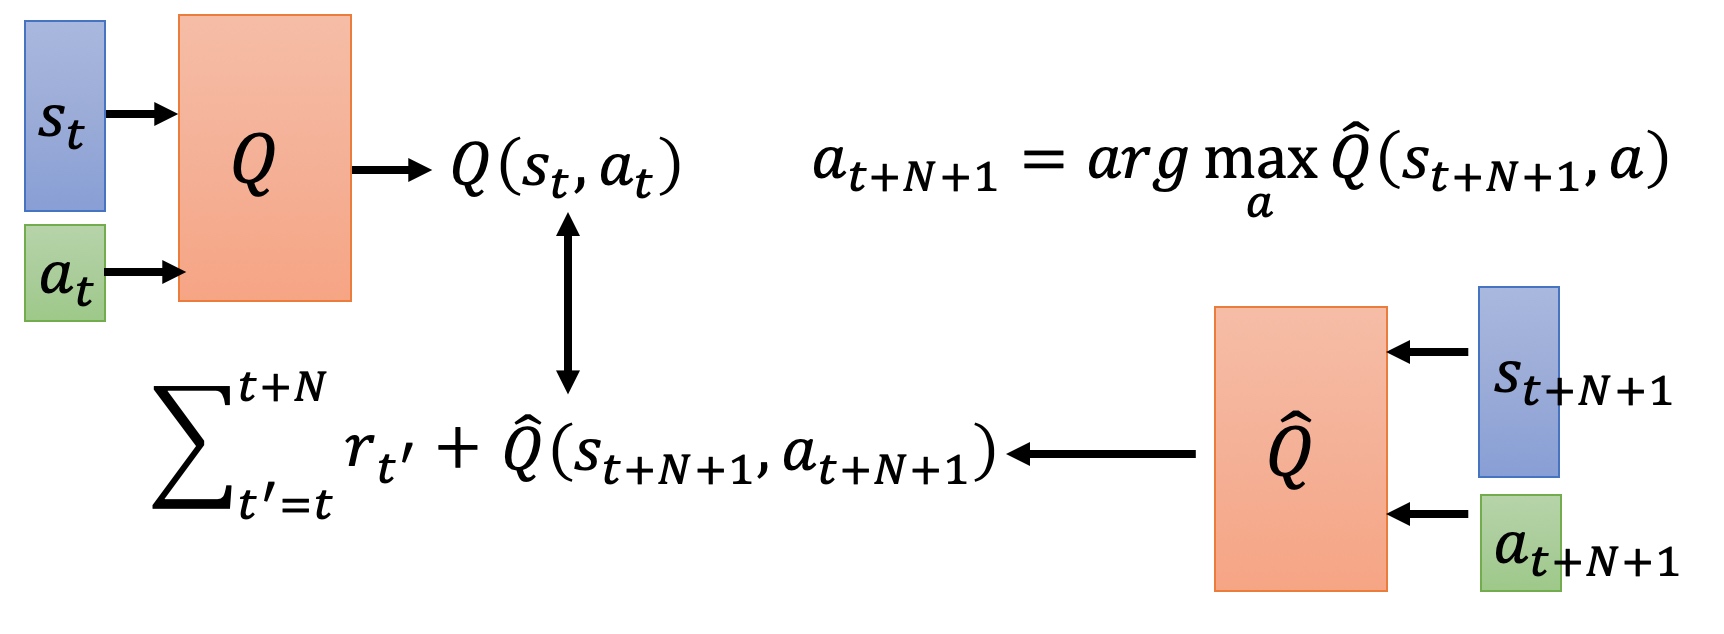 s_t
Q
Q(s_t, a_t)
a_{t+N+1} = arg max_a Q̂(s_{t+N+1}, a)
a_t
∑_{t'=t}^{t+N} r_{t'} + Q̂(s_{t+N+1}, a_{t+N+1})
Q̂
s_{t+N+1}
a_{t+N+1}